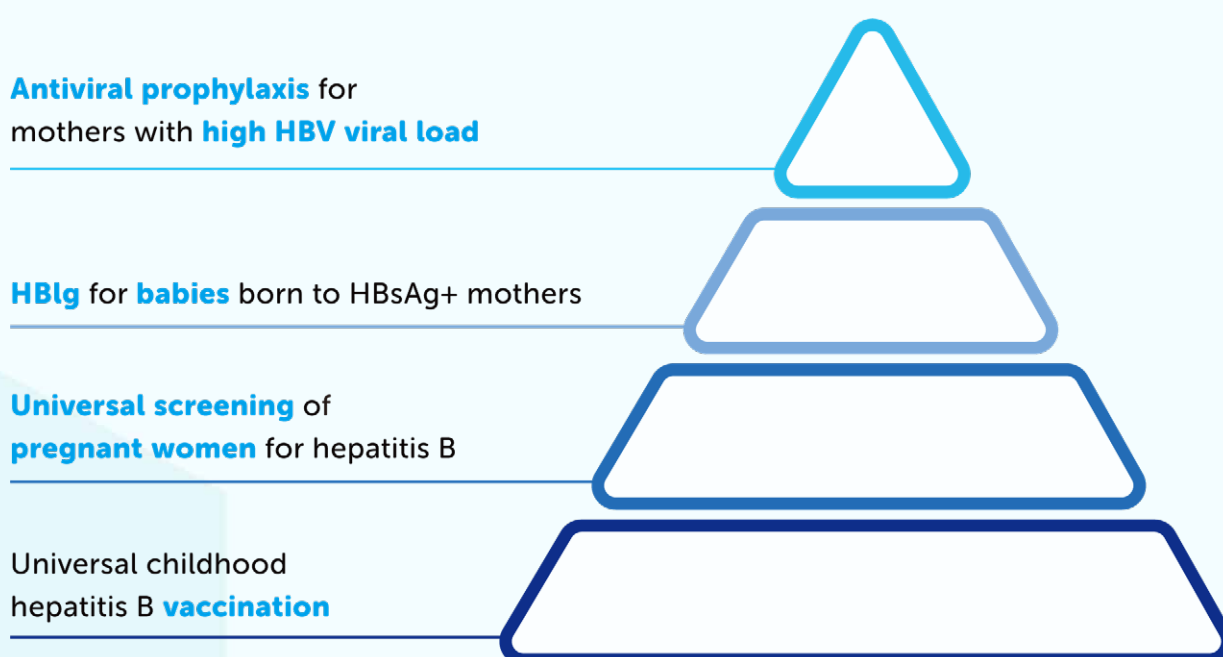 Antiviral prophylaxis for
mothers with high HBV viral load
HBIg for babies born to HBsAg+ mothers
Universal screening of
pregnant women for hepatitis B
Universal childhood
hepatitis B vaccination